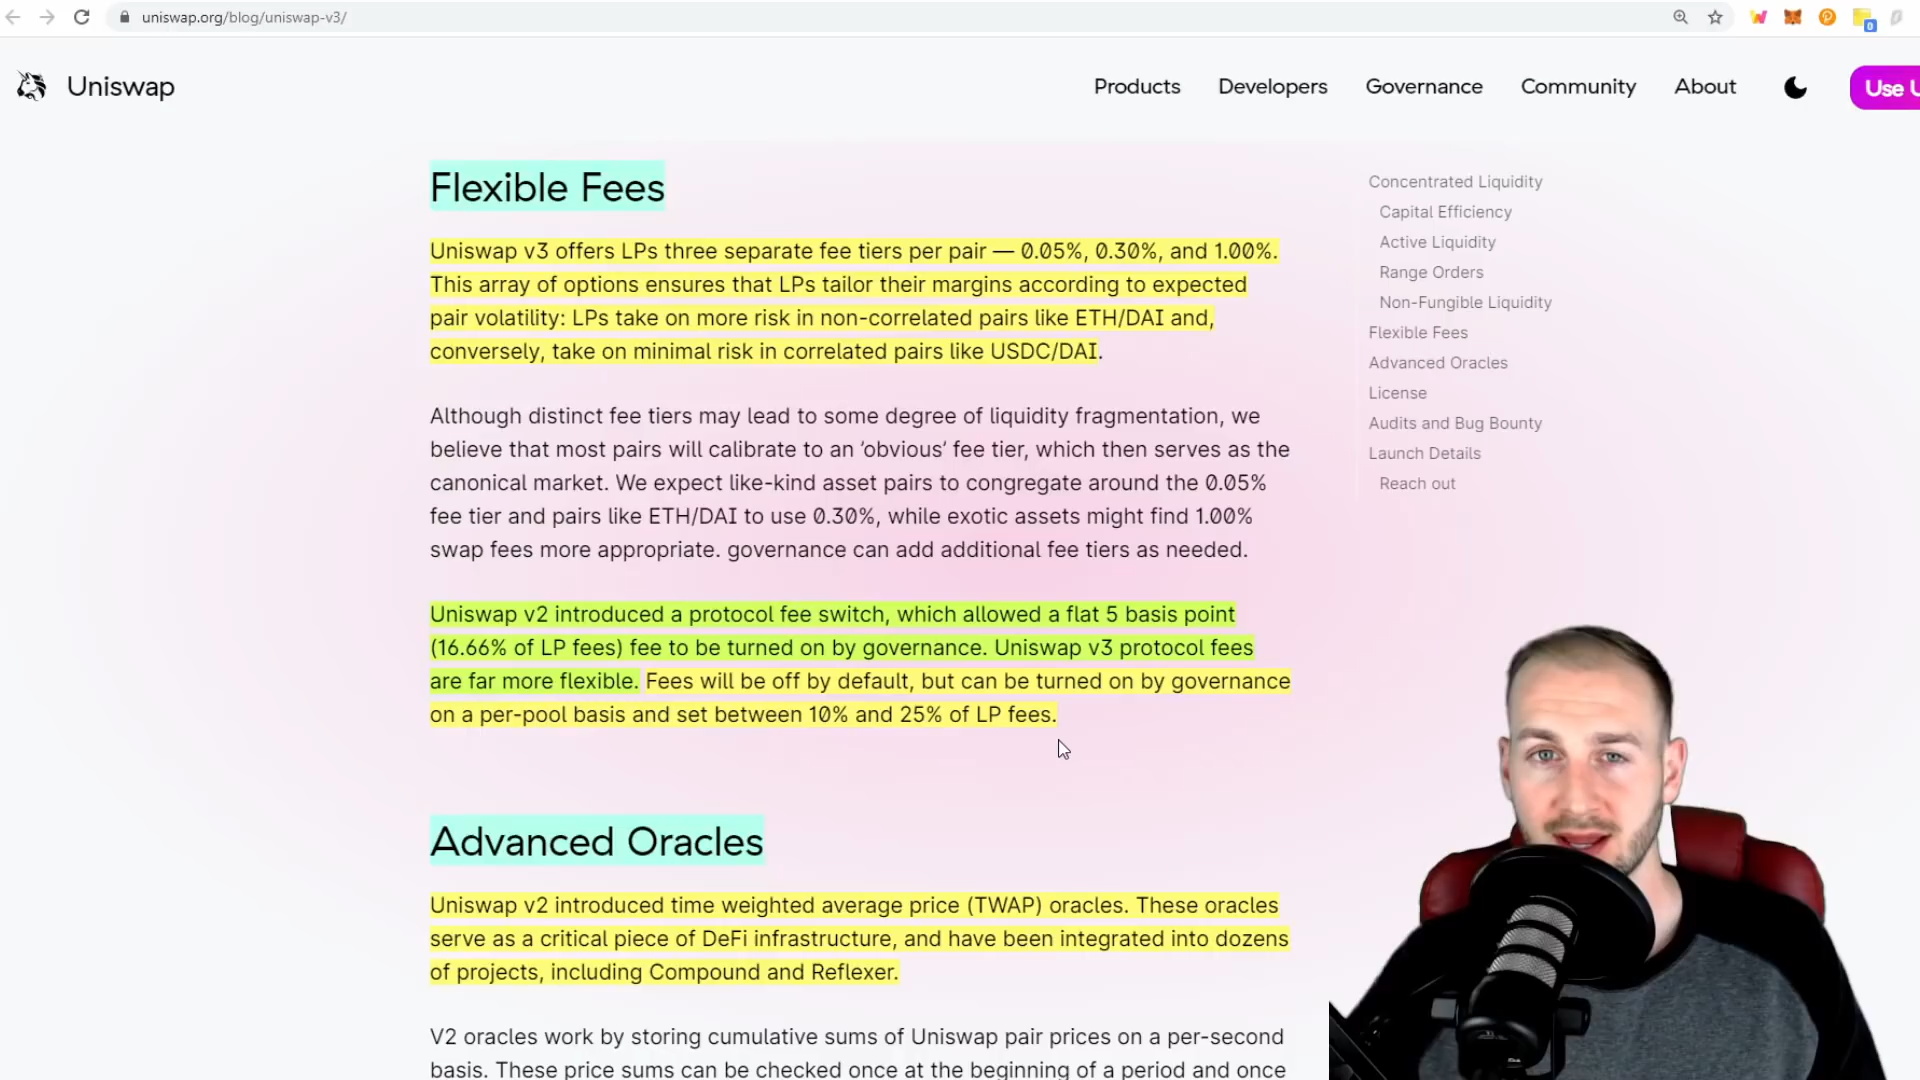 uniswap.org/blog/uniswap-v3/
Uniswap
Products
Developers
Governance
Community
About
Use U
Flexible Fees
Uniswap v3 offers LPs three separate fee tiers per pair — 0.05%, 0.30%, and 1.00%.
This array of options ensures that LPs tailor their margins according to expected
pair volatility: LPs take on more risk in non-correlated pairs like ETH/DAI and,
conversely, take on minimal risk in correlated pairs like USDC/DAI.
Although distinct fee tiers may lead to some degree of liquidity fragmentation, we
believe that most pairs will calibrate to an ‘obvious‘ fee tier, which then serves as the
canonical market. We expect like-kind asset pairs to congregate around the 0.05%
fee tier and pairs like ETH/DAI to use 0.30%, while exotic assets might find 1.00%
swap fees more appropriate. governance can add additional fee tiers as needed.
Uniswap v2 introduced a protocol fee switch, which allowed a flat 5 basis point
(16.66% of LP fees) fee to be turned on by governance. Uniswap v3 protocol fees
are far more flexible. Fees will be off by default, but can be turned on by governance
on a per-pool basis and set between 10% and 25% of LP fees.
Advanced Oracles
Uniswap v2 introduced time weighted average price (TWAP) oracles. These oracles
serve as a critical piece of DeFi infrastructure, and have been integrated into dozens
of projects, including Compound and Reflexer.
V2 oracles work by storing cumulative sums of Uniswap pair prices on a per-second
basis. These price sums can be checked once at the beginning of a period and once
Concentrated Liquidity
Capital Efficiency
Active Liquidity
Range Orders
Non-Fungible Liquidity
Flexible Fees
Advanced Oracles
License
Audits and Bug Bounty
Launch Details
Reach out
0